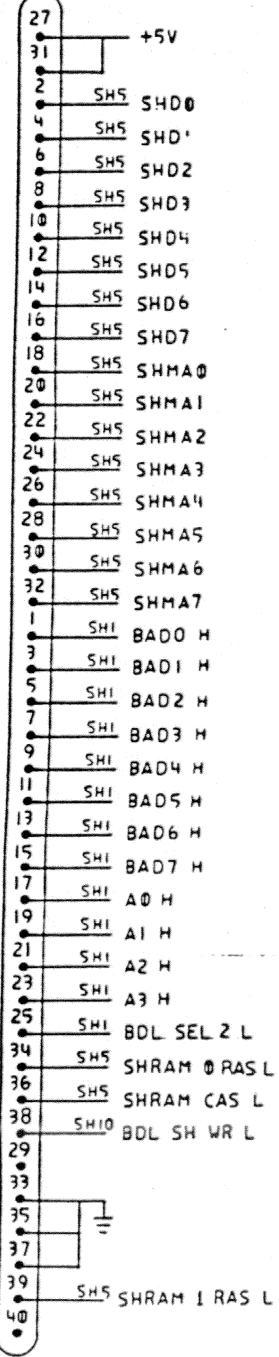 27 +5V
31
2 SH5 SHD0
4 SH5 SHD'
6 SH5 SHD2
8 SH5 SHD3
10 SH5 SHD4
12 SH5 SHD5
14 SH5 SHD6
16 SH5 SHD7
18 SH5 SHMA0
20 SH5 SHMA1
22 SH5 SHMA2
24 SH5 SHMA3
26 SH5 SHMA4
28 SH5 SHMA5
30 SH5 SHMA6
32 SH5 SHMA7
1 SH1 BAD0 H
3 SH1 BAD1 H
5 SH1 BAD2 H
7 SH1 BAD3 H
9 SH1 BAD4 H
11 SH1 BAD5 H
13 SH1 BAD6 H
15 SH1 BAD7 H
17 SH1 A0 H
19 SH1 A1 H
21 SH1 A2 H
23 SH1 A3 H
25 SH1 BDL SEL 2 L
34 SH5 SHRAM 0 RAS L
36 SH5 SHRAM CAS L
38 SH10 BDL SH WR L
29
33
35
37
39 SH5 SHRAM 1 RAS L
40